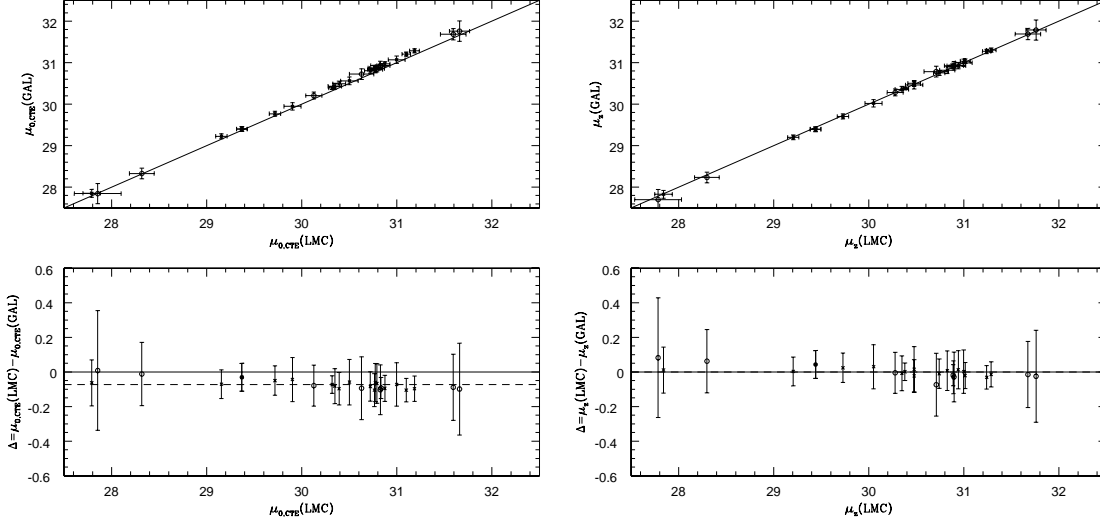 32
31
30
29
28
μ0,CTE(GAL)
28 29 30 31 32
μ0,CTE(LMC)
32
31
30
29
28
μz(GAL)
28 29 30 31 32
μz(LMC)
0.6
0.4
0.2
0
-0.2
-0.4
-0.6
Δ=μ0,CTE(LMC)−μ0,CTE(GAL)
28 29 30 31 32
μ0,CTE(LMC)
0.6
0.4
0.2
0
-0.2
-0.4
-0.6
Δ=μz(LMC)−μz(GAL)
28 29 30 31 32
μz(LMC)